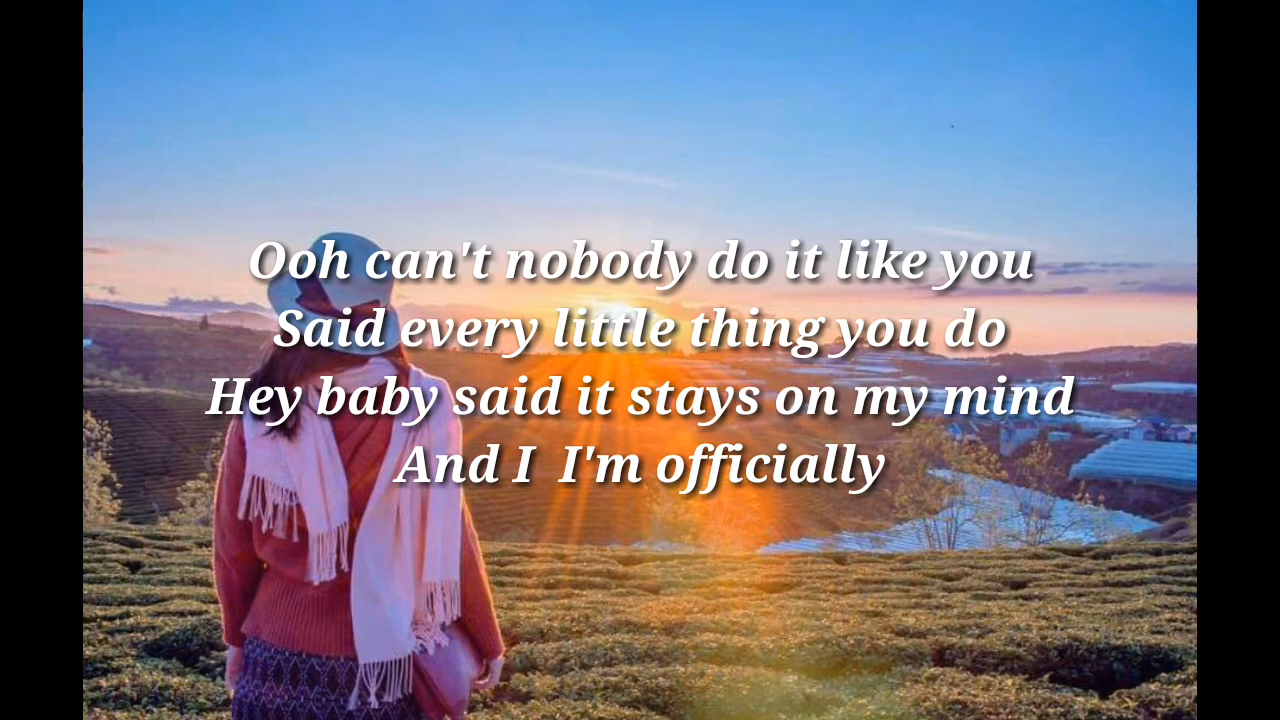 Ooh can't nobody do it like you
Said every little thing you do
Hey baby said it stays on my mind
And I  I'm officially